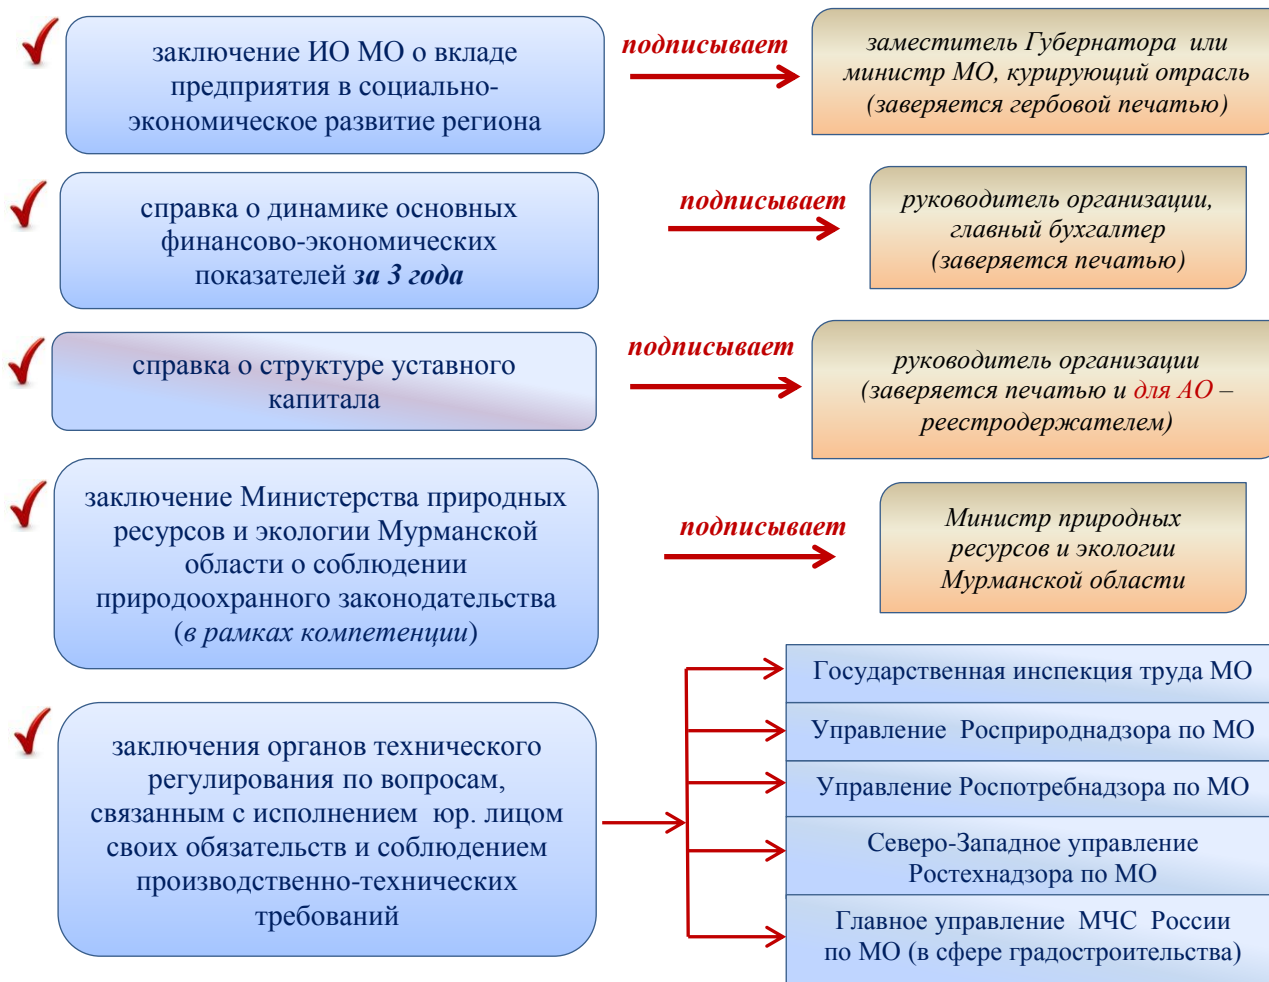 заключение ИО МО о вкладе
предприятия в социально-
экономическое развитие региона
подписывает
заместитель Губернатора или
министр МО, курирующий отрасль
(заверяется гербовой печатью)
справка о динамике основных
финансово-экономических
показателей за 3 года
подписывает
руководитель организации,
главный бухгалтер
(заверяется печатью)
справка о структуре уставного
капитала
подписывает
руководитель организации
(заверяется печатью и для АО –
реестродержателем)
заключение Министерства природных
ресурсов и экологии Мурманской
области о соблюдении
природоохранного законодательства
(в рамках компетенции)
подписывает
Министр природных
ресурсов и экологии
Мурманской области
заключения органов технического
регулирования по вопросам,
связанным с исполнением юр. лицом
своих обязательств и соблюдением
производственно-технических
требований
Государственная инспекция труда МО
Управление Росприроднадзора по МО
Управление Роспотребнадзора по МО
Северо-Западное управление
Ростехнадзора по МО
Главное управление МЧС России
по МО (в сфере градостроительства)